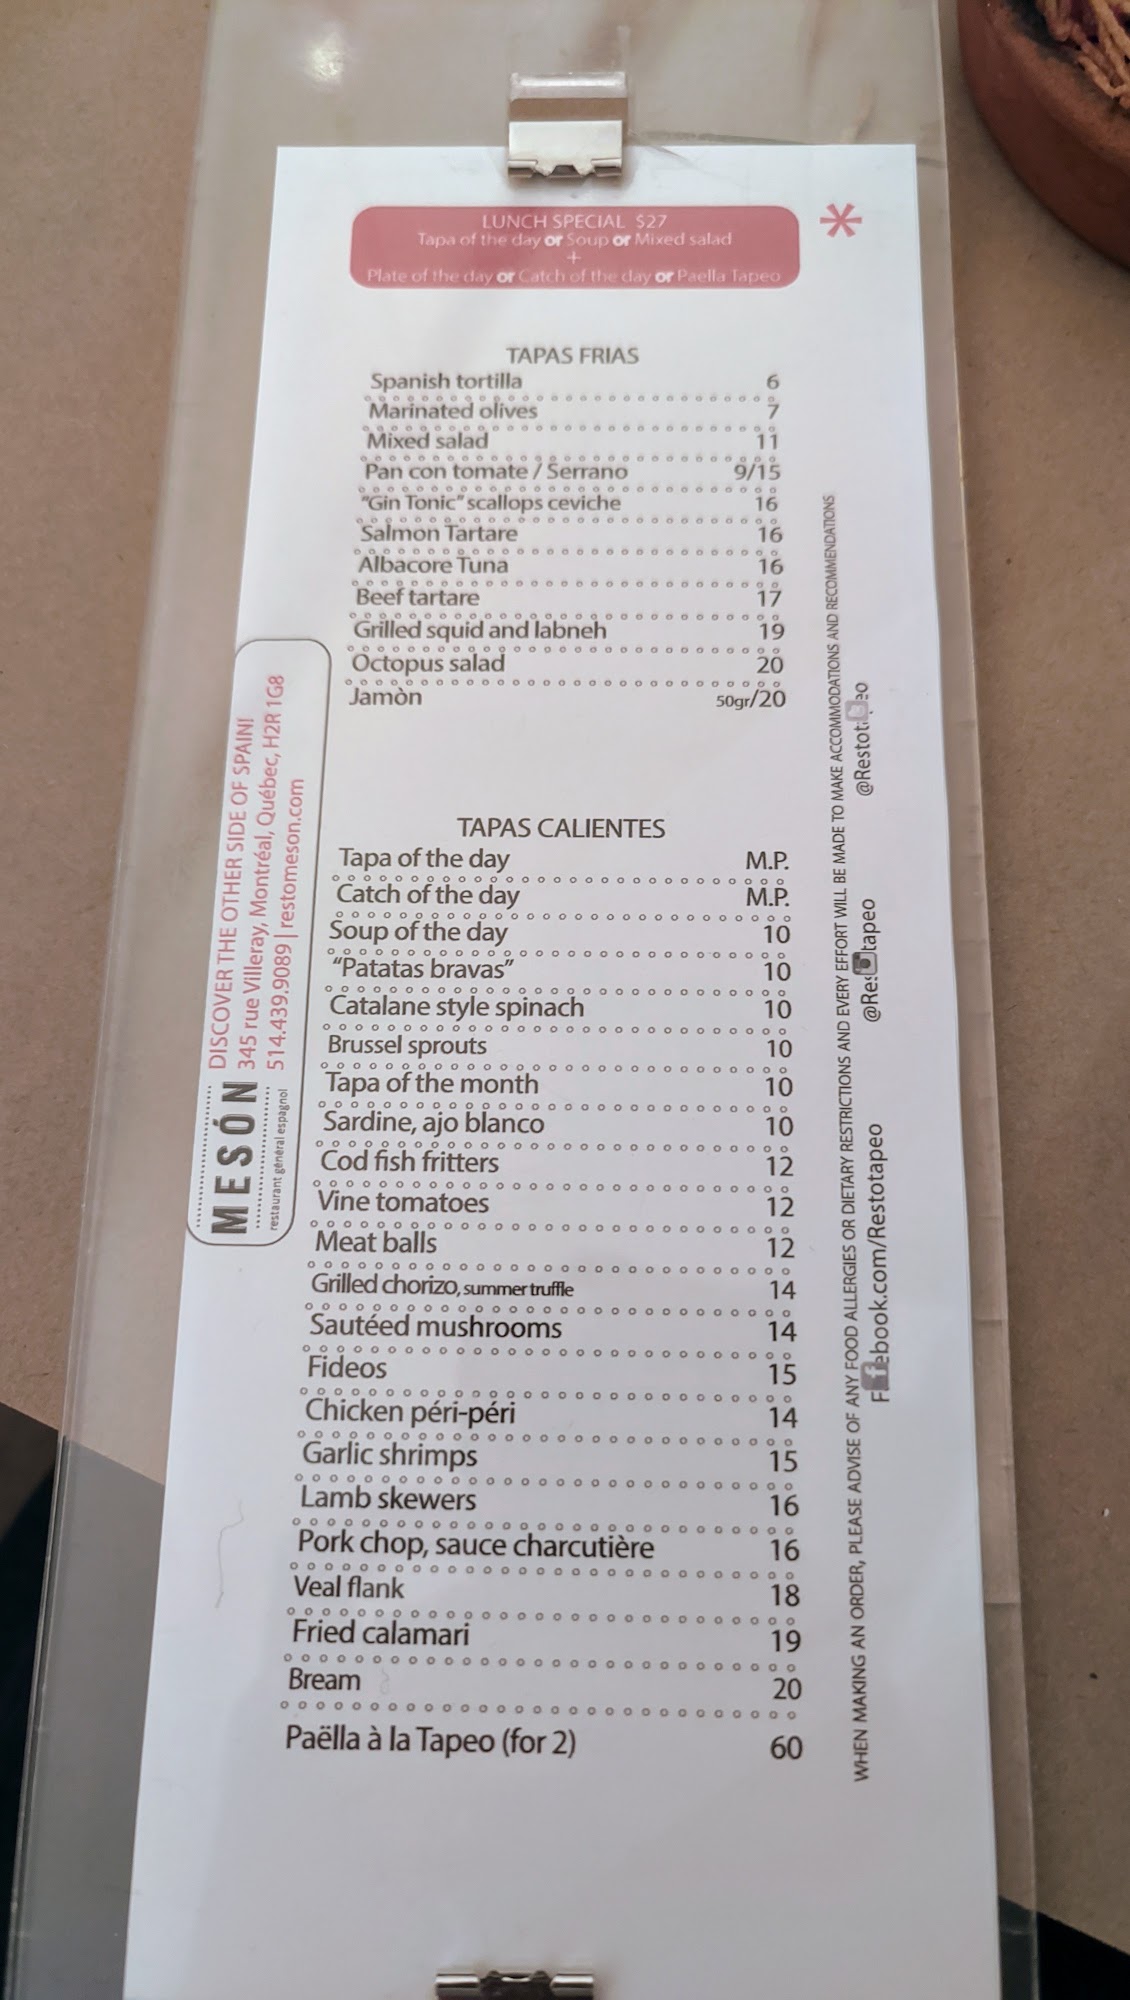 LUNCH SPECIAL $27
Tapa of the day or Soup or Mixed salad
+
Plate of the day or Catch of the day or Paella Tapeo
*
TAPAS FRIAS
Spanish tortilla 6
Marinated olives 7
Mixed salad 11
Pan con tomate / Serrano 9/15
"Gin Tonic" scallops ceviche 16
Salmon Tartare 16
Albacore Tuna 16
Beef tartare 17
Grilled squid and labneh 19
Octopus salad 20
Jamòn 50gr/20
TAPAS CALIENTES
Tapa of the day M.P.
Catch of the day M.P.
Soup of the day 10
"Patatas bravas" 10
Catalane style spinach 10
Brussel sprouts 10
Tapa of the month 10
Sardine, ajo blanco 10
Cod fish fritters 12
Vine tomatoes 12
Meat balls 12
Grilled chorizo, summer truffle 14
Sautéed mushrooms 14
Fideos 15
Chicken péri-péri 14
Garlic shrimps 15
Lamb skewers 16
Pork chop, sauce charcutière 16
Veal flank 18
Fried calamari 19
Bream 20
Paëlla à la Tapeo (for 2) 60
MESÓN
restaurant général espagnol
DISCOVER THE OTHER SIDE OF SPAIN!
345 rue Villeray, Montréal, Québec, H2R 1G8
514.439.9089 | restomeson.com
WHEN MAKING AN ORDER, PLEASE ADVISE OF ANY FOOD ALLERGIES OR DIETARY RESTRICTIONS AND EVERY EFFORT WILL BE MADE TO MAKE ACCOMMODATIONS AND RECOMMENDATIONS
Facebook.com/Restotapeo @Restotapeo @Restotapeo